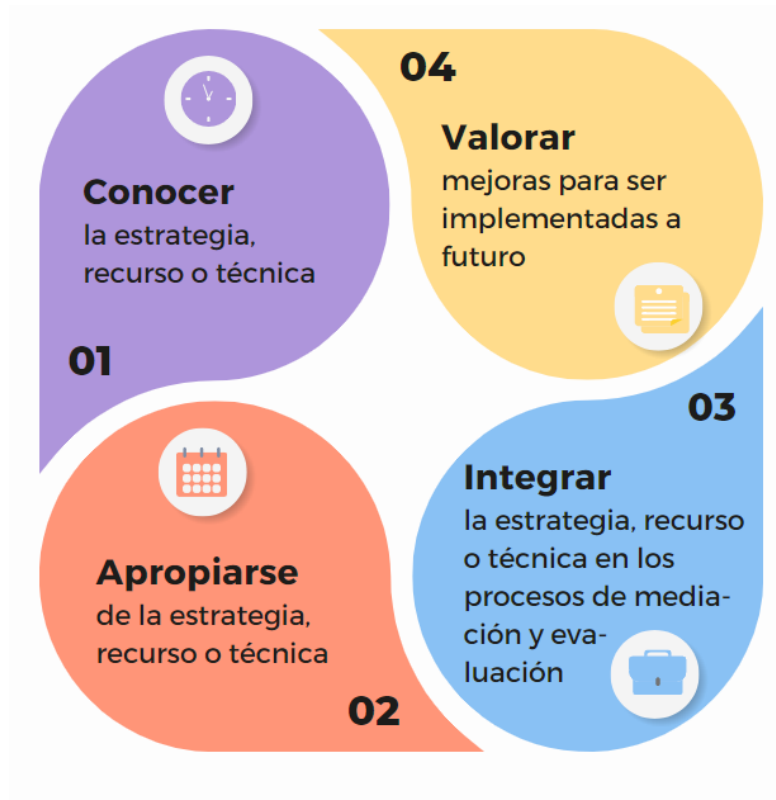 Conocer
la estrategia,
recurso o técnica
01
Apropiarse
de la estrategia,
recurso o técnica
02
03
Integrar
la estrategia, recurso
o técnica en los
procesos de media-
ción y eva-
luación
04
Valorar
mejoras para ser
implementadas a
futuro